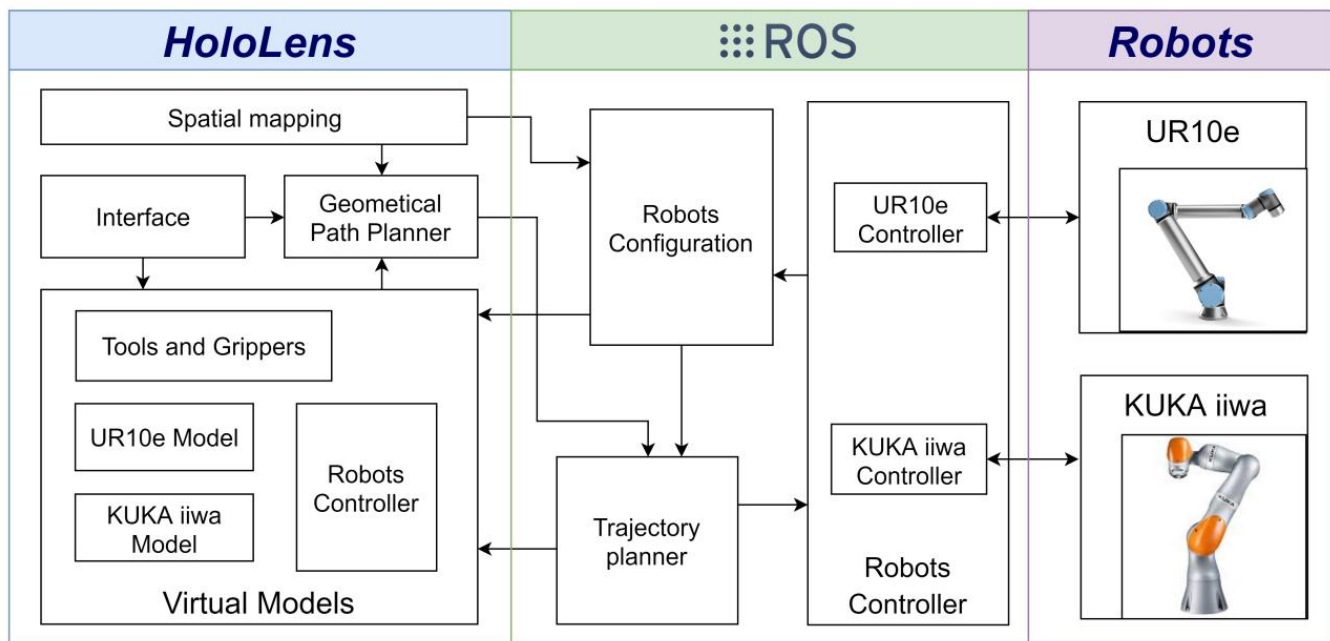 HoloLens
ROS
Robots
Spatial mapping
Interface
Geometical
Path Planner
Tools and Grippers
UR10e Model
KUKA iiwa
Model
Robots
Controller
Virtual Models
Robots
Configuration
Trajectory
planner
UR10e
Controller
KUKA iiwa
Controller
Robots
Controller
UR10e
KUKA iiwa